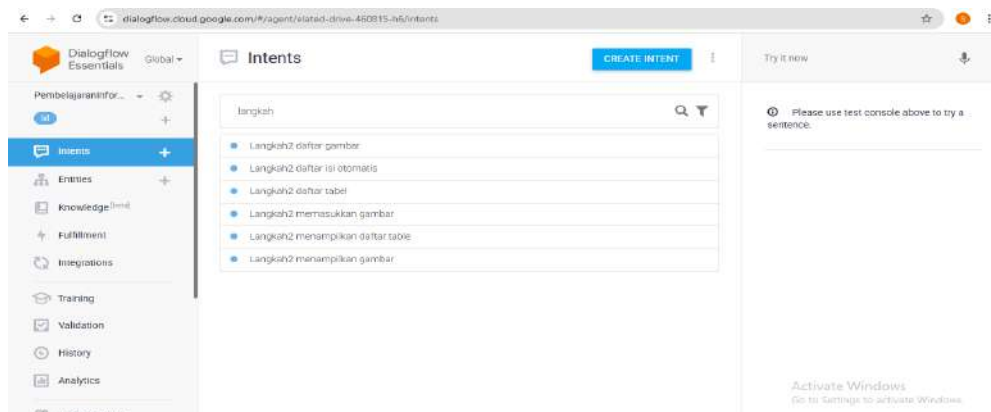 dialogflow.cloud.google.com/#/agent/elated-drive-460815-h6/intents
Dialogflow
Essentials
Global
Intents
CREATE INTENT
Try it now
PembelajaranInfor...
id
langkah
Please use test console above to try a
sentence.
Intents
Entities
Knowledge [beta]
Fulfillment
Integrations
Training
Validation
History
Analytics
Langkah2 daftar gambar
Langkah2 daftar isi otomatis
Langkah2 daftar tabel
Langkah2 memasukkan gambar
Langkah2 menampilkan daftar table
Langkah2 menampilkan gambar
Activate Windows
Go to Settings to activate Windows.